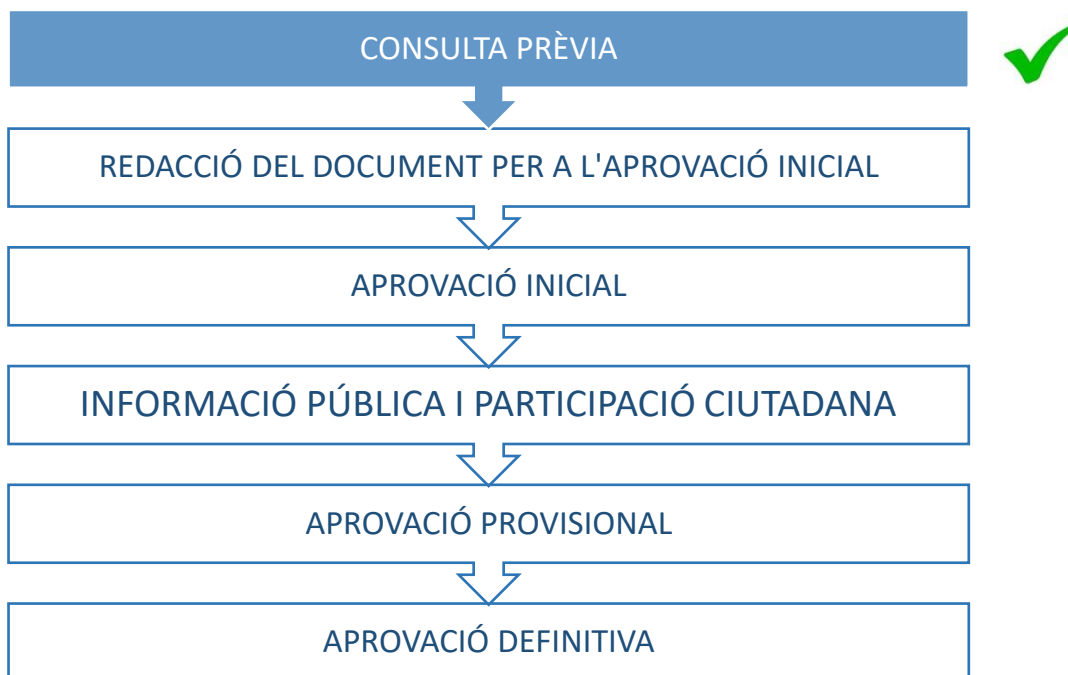 CONSULTA PRÈVIA
REDACCIÓ DEL DOCUMENT PER A L'APROVACIÓ INICIAL
APROVACIÓ INICIAL
INFORMACIÓ PÚBLICA I PARTICIPACIÓ CIUTADANA
APROVACIÓ PROVISIONAL
APROVACIÓ DEFINITIVA